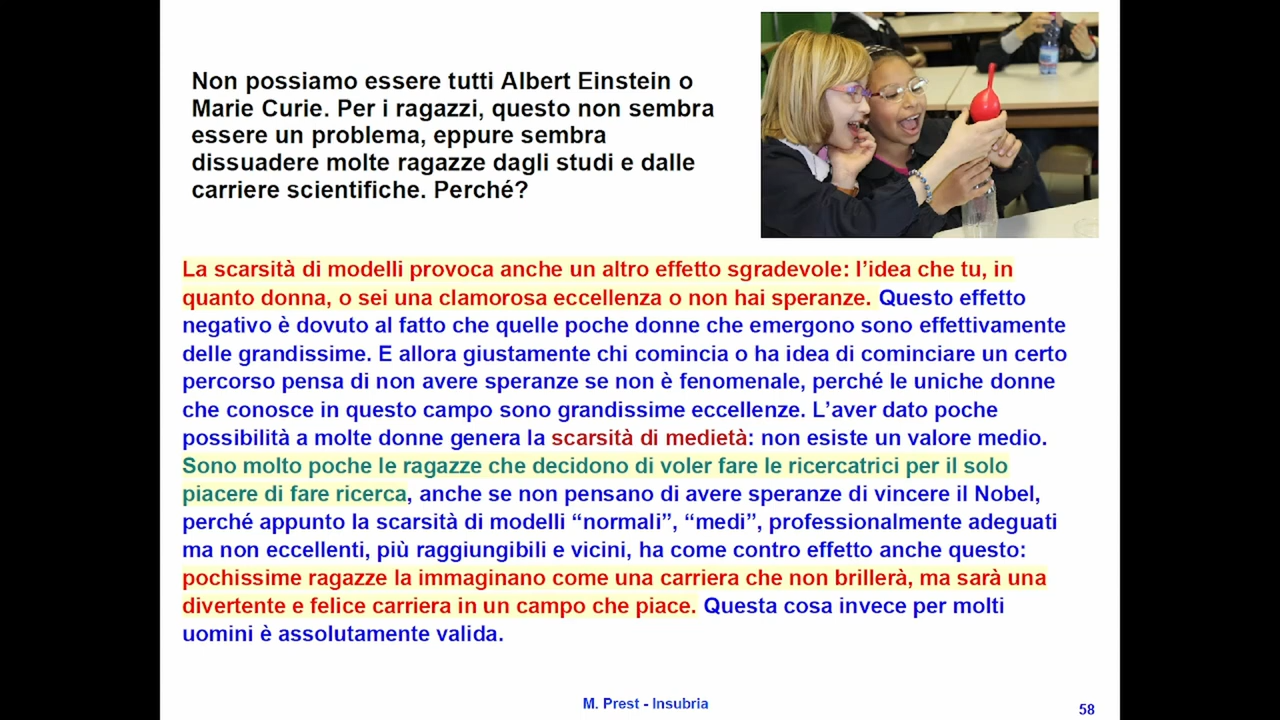 Non possiamo essere tutti Albert Einstein o
Marie Curie. Per i ragazzi, questo non sembra
essere un problema, eppure sembra
dissuadere molte ragazze dagli studi e dalle
carriere scientifiche. Perché?
La scarsità di modelli provoca anche un altro effetto sgradevole: l’idea che tu, in
quanto donna, o sei una clamorosa eccellenza o non hai speranze. Questo effetto
negativo è dovuto al fatto che quelle poche donne che emergono sono effettivamente
delle grandissime. E allora giustamente chi comincia o ha idea di cominciare un certo
percorso pensa di non avere speranze se non è fenomenale, perché le uniche donne
che conosce in questo campo sono grandissime eccellenze. L’aver dato poche
possibilità a molte donne genera la scarsità di medietà: non esiste un valore medio.
Sono molto poche le ragazze che decidono di voler fare le ricercatrici per il solo
piacere di fare ricerca, anche se non pensano di avere speranze di vincere il Nobel,
perché appunto la scarsità di modelli “normali”, “medi”, professionalmente adeguati
ma non eccellenti, più raggiungibili e vicini, ha come contro effetto anche questo:
pochissime ragazze la immaginano come una carriera che non brillerà, ma sarà una
divertente e felice carriera in un campo che piace. Questa cosa invece per molti
uomini è assolutamente valida.
M. Prest - Insubria
58